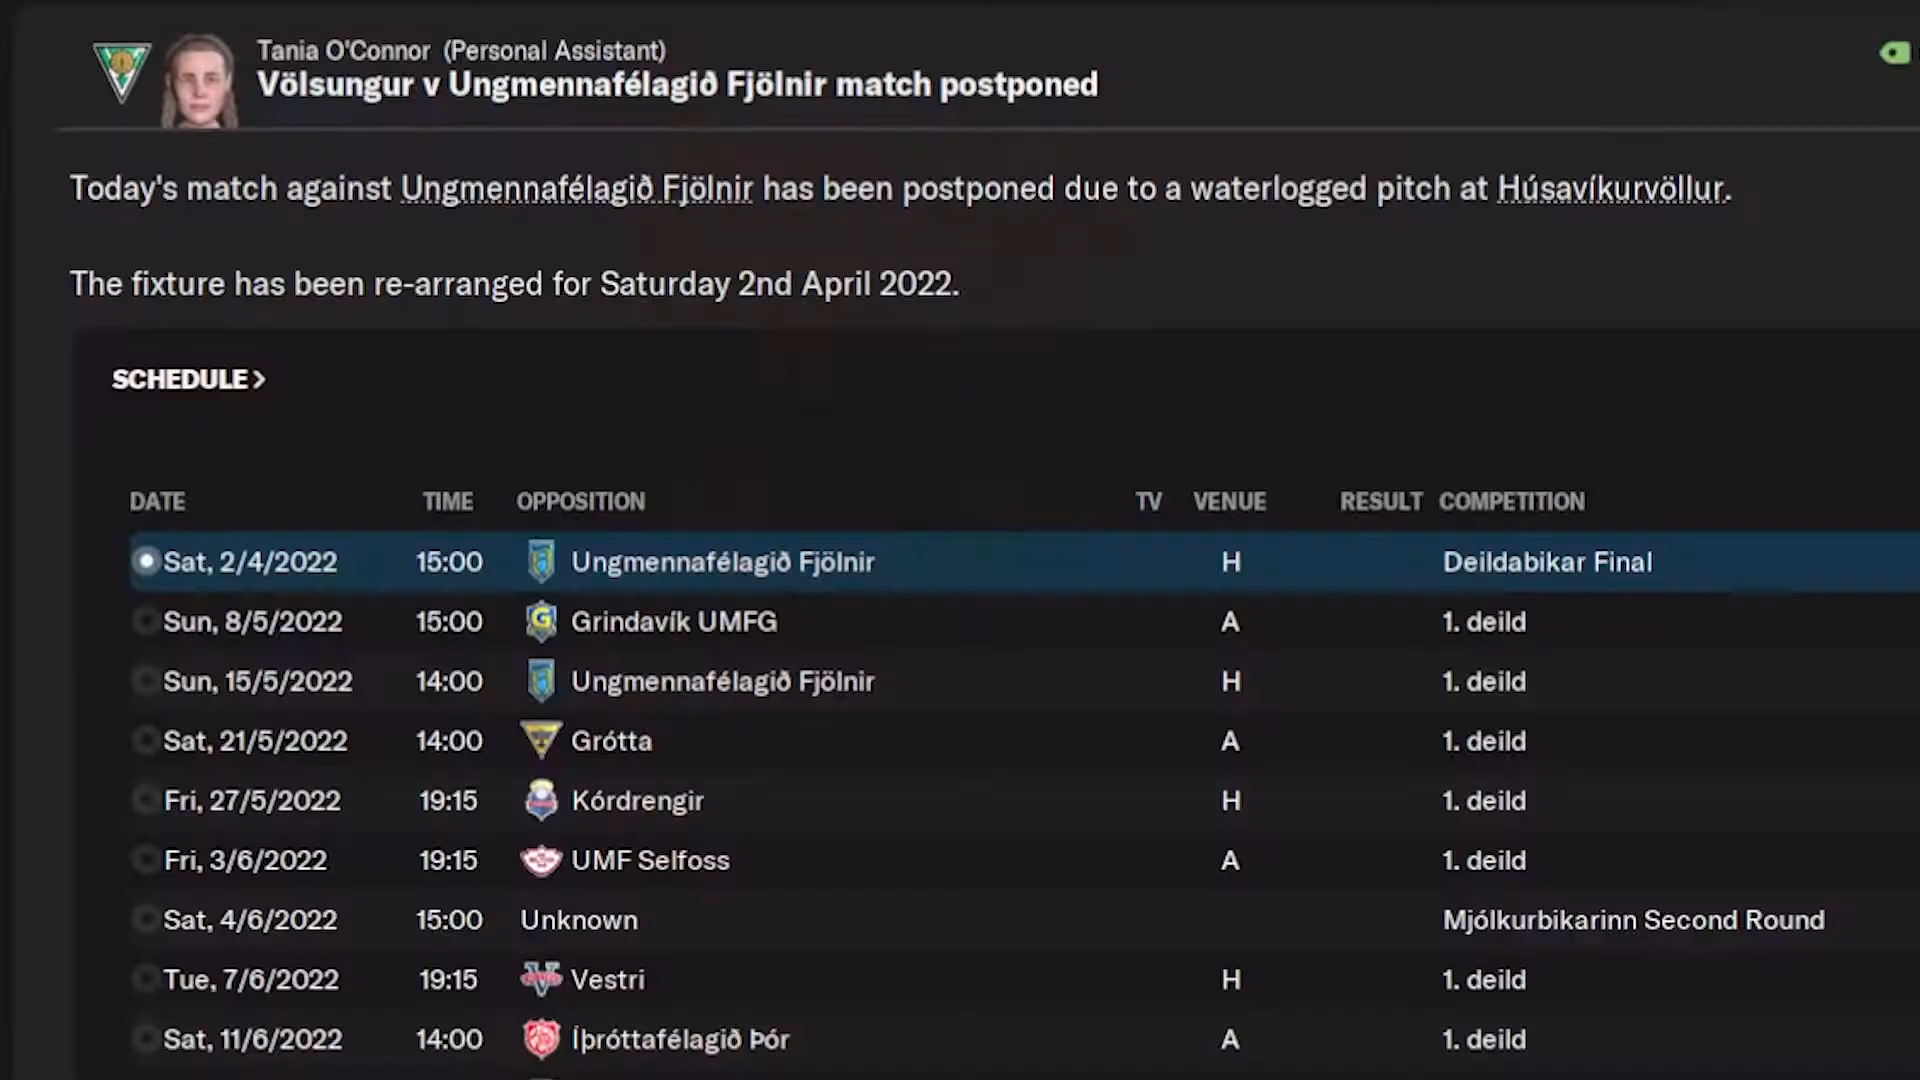 Tania O'Connor (Personal Assistant)
Völsungur v Ungmennafélagið Fjölnir match postponed
Today's match against Ungmennafélagið Fjölnir has been postponed due to a waterlogged pitch at Húsavíkurvöllur.
The fixture has been re-arranged for Saturday 2nd April 2022.
SCHEDULE >
DATE TIME OPPOSITION TV VENUE RESULT COMPETITION
Sat, 2/4/2022 15:00 Ungmennafélagið Fjölnir H Deildabikar Final
Sun, 8/5/2022 15:00 Grindavík UMFG A 1. deild
Sun, 15/5/2022 14:00 Ungmennafélagið Fjölnir H 1. deild
Sat, 21/5/2022 14:00 Grótta A 1. deild
Fri, 27/5/2022 19:15 Kórdrengir H 1. deild
Fri, 3/6/2022 19:15 UMF Selfoss A 1. deild
Sat, 4/6/2022 15:00 Unknown Mjólkurbikarinn Second Round
Tue, 7/6/2022 19:15 Vestri H 1. deild
Sat, 11/6/2022 14:00 Íþróttafélagið Þór A 1. deild